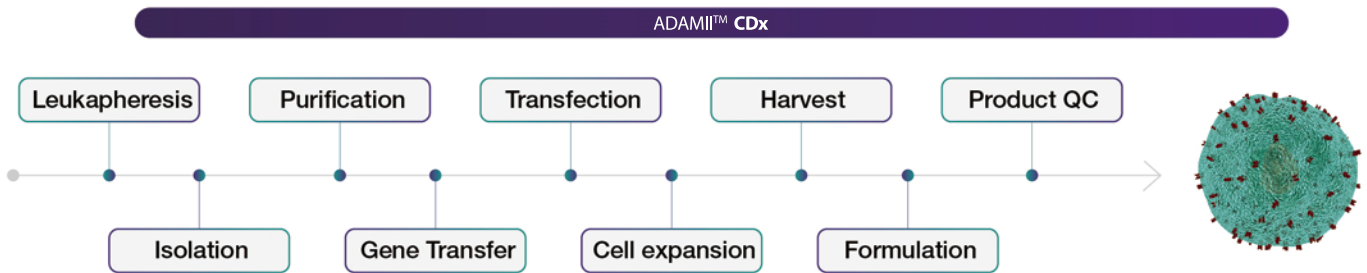 ADAMII™ CDx
Leukapheresis
Isolation
Purification
Gene Transfer
Transfection
Cell expansion
Harvest
Formulation
Product QC